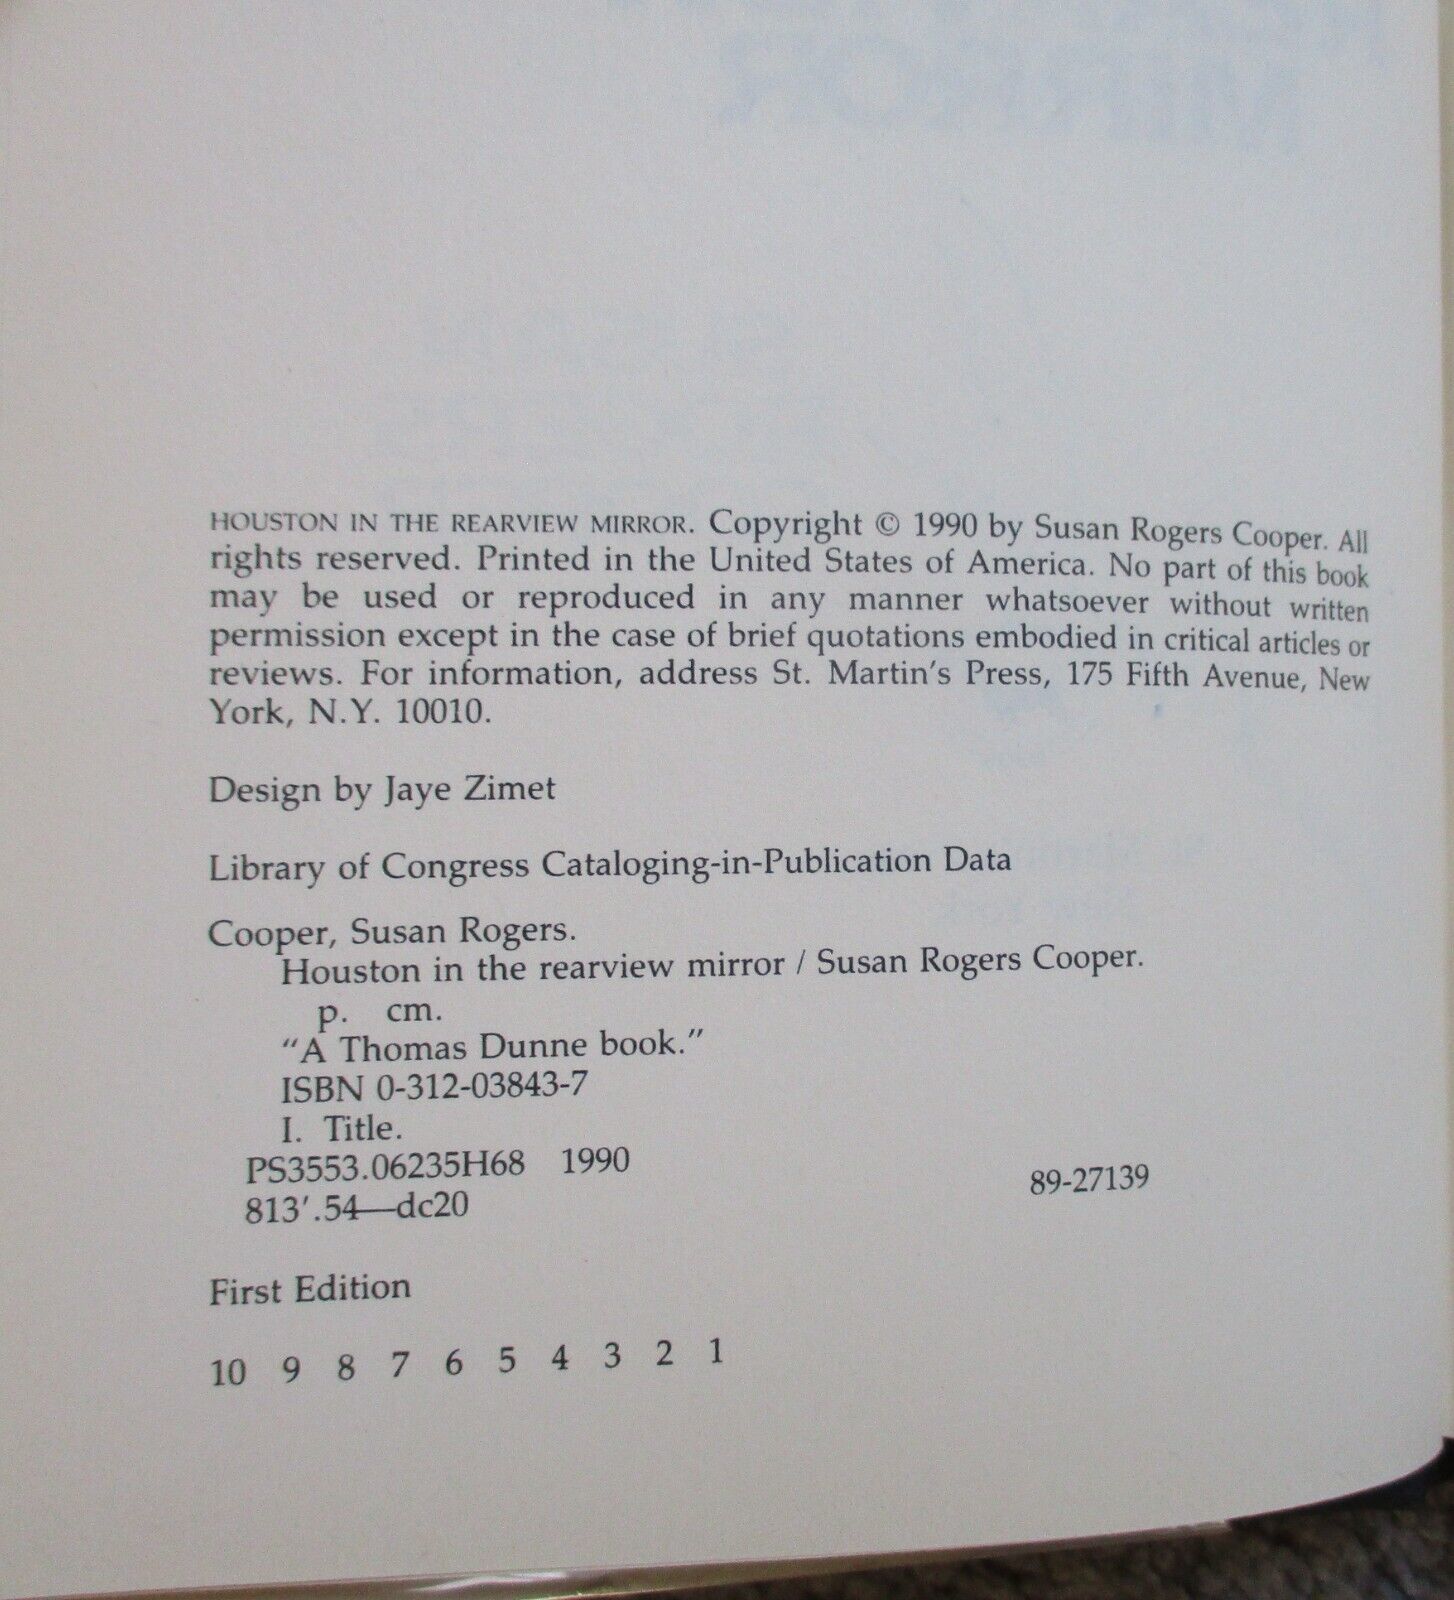 HOUSTON IN THE REARVIEW MIRROR. Copyright © 1990 by Susan Rogers Cooper. All
rights reserved. Printed in the United States of America. No part of this book
may be used or reproduced in any manner whatsoever without written
permission except in the case of brief quotations embodied in critical articles or
reviews. For information, address St. Martin's Press, 175 Fifth Avenue, New
York, N.Y. 10010.
Design by Jaye Zimet
Library of Congress Cataloging-in-Publication Data
Cooper, Susan Rogers.
Houston in the rearview mirror / Susan Rogers Cooper.
p. cm.
"A Thomas Dunne book."
ISBN 0-312-03843-7
I. Title.
PS3553.06235H68 1990
89-27139
813'.54—dc20
First Edition
10 9 8 7 6 5 4 3 2 1